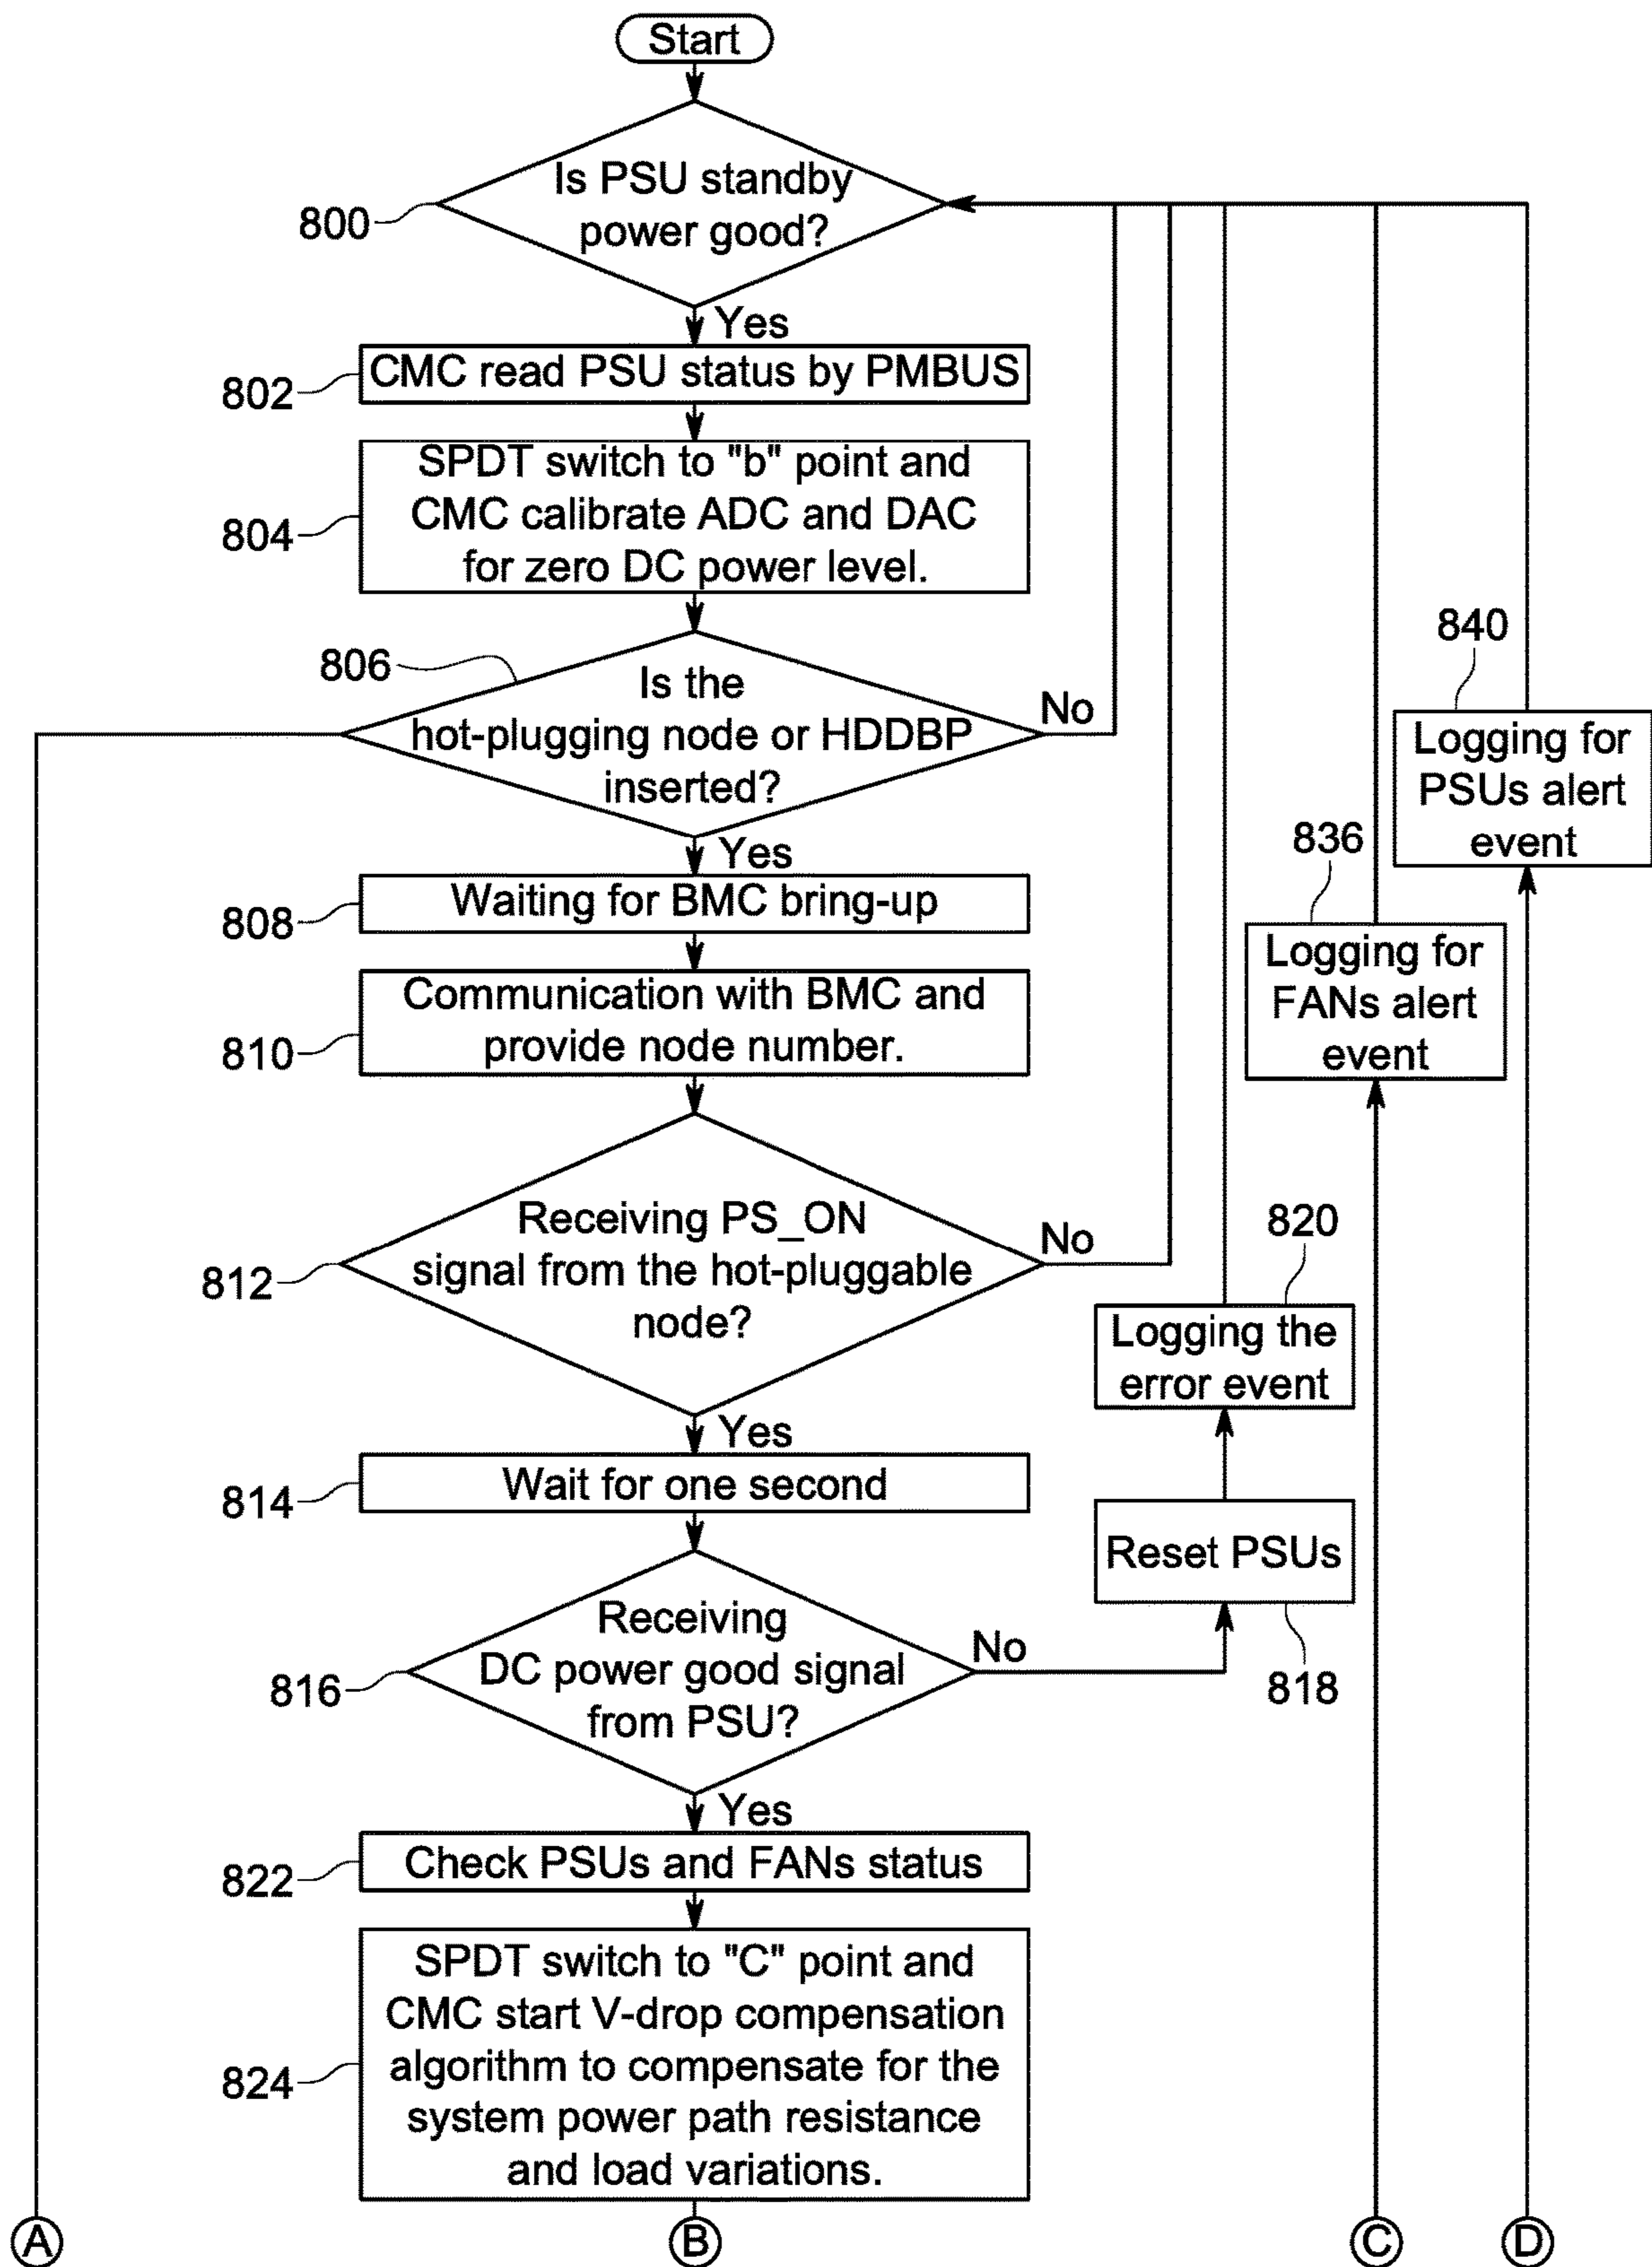 Start
Is PSU standby
power good?
800
Yes
CMC read PSU status by PMBUS
802
SPDT switch to "b" point and
CMC calibrate ADC and DAC
for zero DC power level.
804
806
Is the
hot-plugging node or HDDBP
inserted?
No
Yes
Waiting for BMC bring-up
808
Communication with BMC and
provide node number.
810
Receiving PS_ON
signal from the hot-pluggable
node?
812
No
Yes
Wait for one second
814
Receiving
DC power good signal
from PSU?
816
No
Reset PSUs
818
820
Logging the
error event
836
Logging for
FANs alert
event
840
Logging for
PSUs alert
event
Yes
Check PSUs and FANs status
822
SPDT switch to "C" point and
CMC start V-drop compensation
algorithm to compensate for the
system power path resistance
and load variations.
824
A
B
C
D